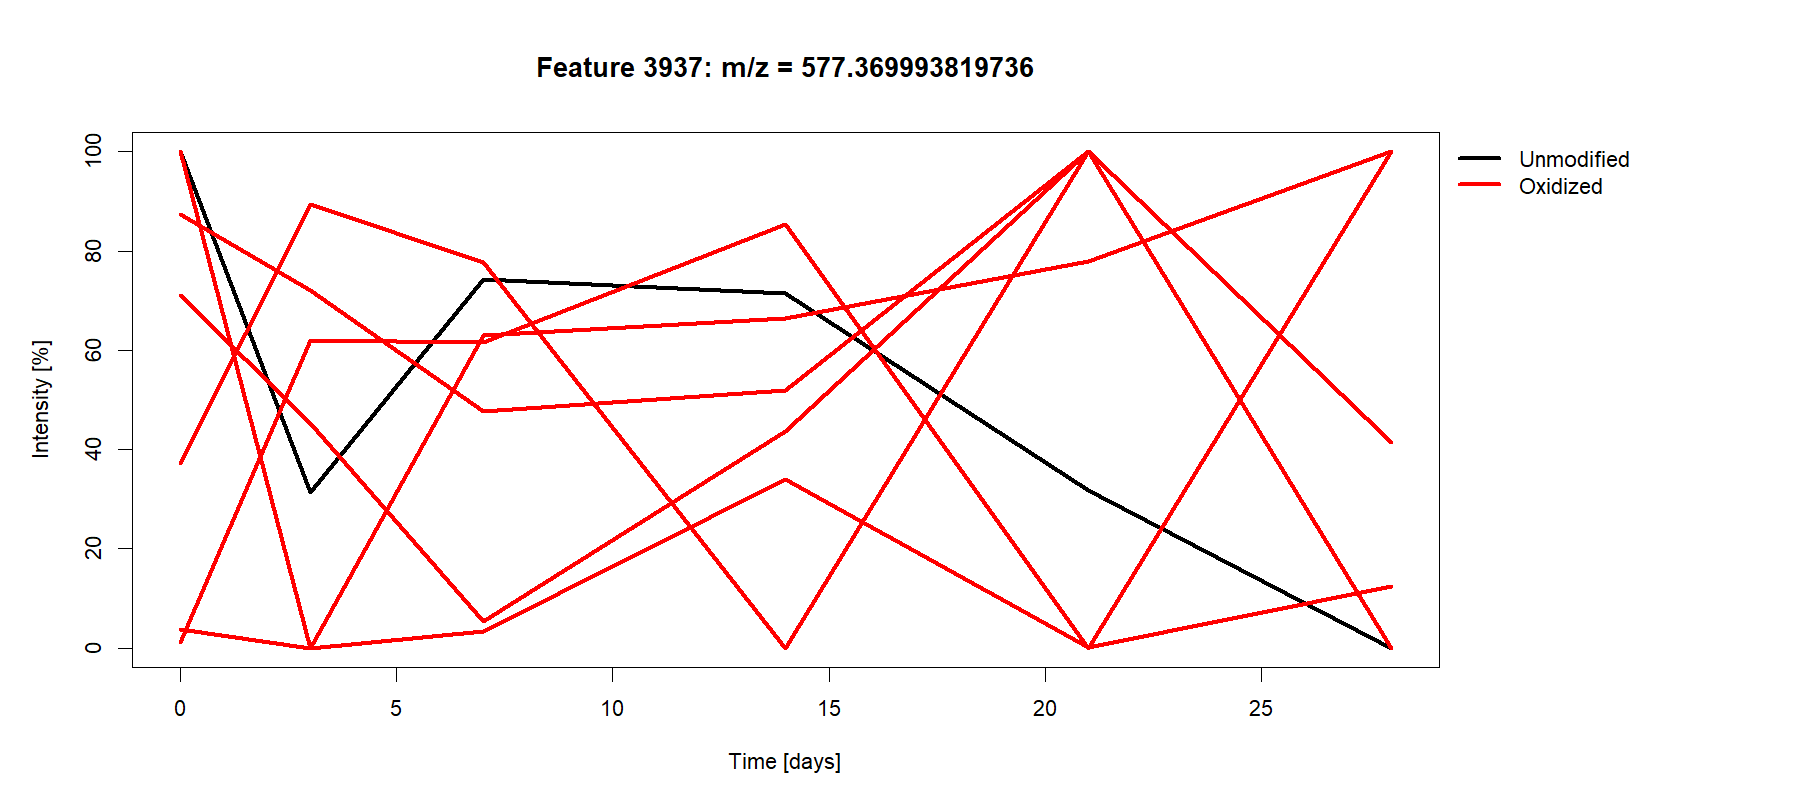 Feature 3937: m/z = 577.369993819736
Unmodified
Oxidized
Intensity [%]
100
80
60
40
20
0
0 5 10 15 20 25
Time [days]